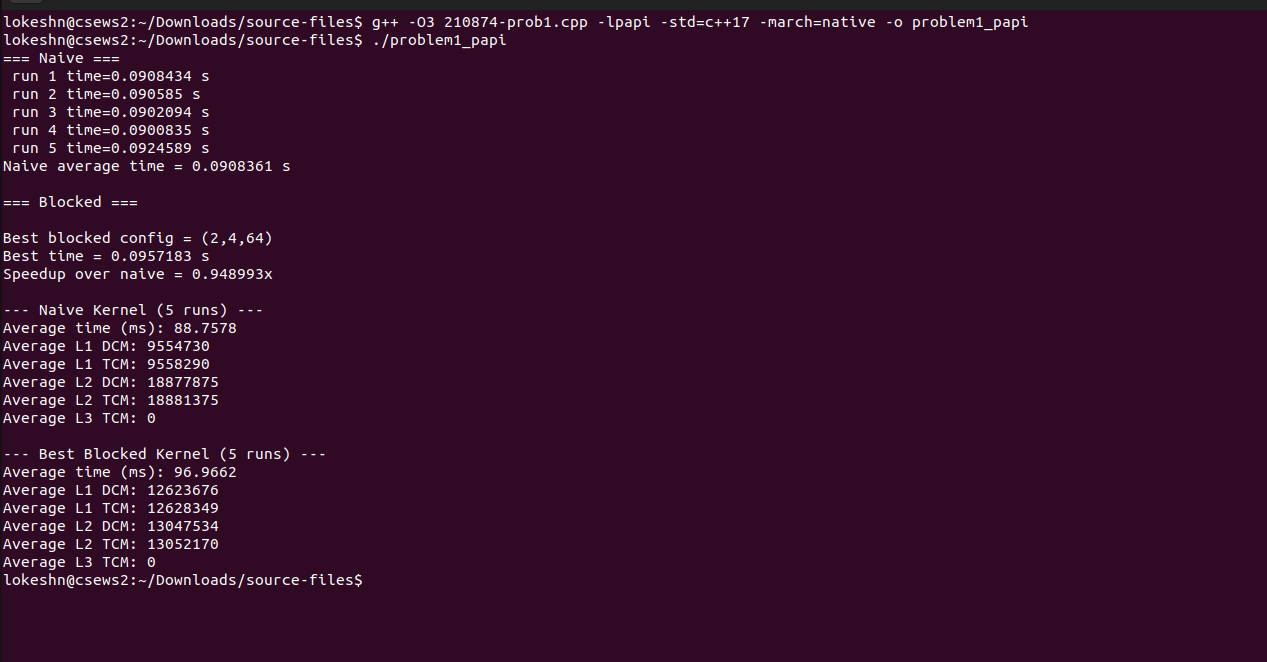 lokeshn@csews2:~/Downloads/source-files$ g++ -O3 210874-prob1.cpp -lpapi -std=c++17 -march=native -o problem1_papi
lokeshn@csews2:~/Downloads/source-files$ ./problem1_papi
=== Naive ===
 run 1 time=0.0908434 s
 run 2 time=0.090585 s
 run 3 time=0.0902094 s
 run 4 time=0.0900835 s
 run 5 time=0.0924589 s
Naive average time = 0.0908361 s

=== Blocked ===

Best blocked config = (2,4,64)
Best time = 0.0957183 s
Speedup over naive = 0.948993x

--- Naive Kernel (5 runs) ---
Average time (ms): 88.7578
Average L1 DCM: 9554730
Average L1 TCM: 9558290
Average L2 DCM: 18877875
Average L2 TCM: 18881375
Average L3 TCM: 0

--- Best Blocked Kernel (5 runs) ---
Average time (ms): 96.9662
Average L1 DCM: 12623676
Average L1 TCM: 12628349
Average L2 DCM: 13047534
Average L2 TCM: 13052170
Average L3 TCM: 0
lokeshn@csews2:~/Downloads/source-files$